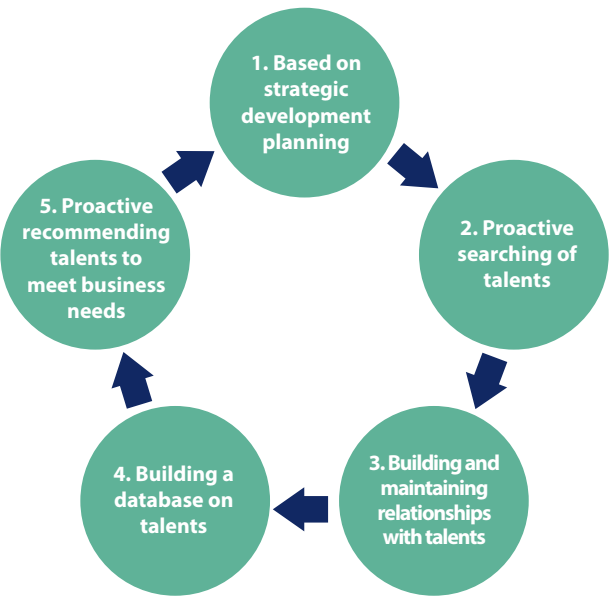 1. Based on
strategic
development
planning
2. Proactive
searching of
talents
3. Building and
maintaining
relationships
with talents
4. Building a
database on
talents
5. Proactive
recommending
talents to
meet business
needs